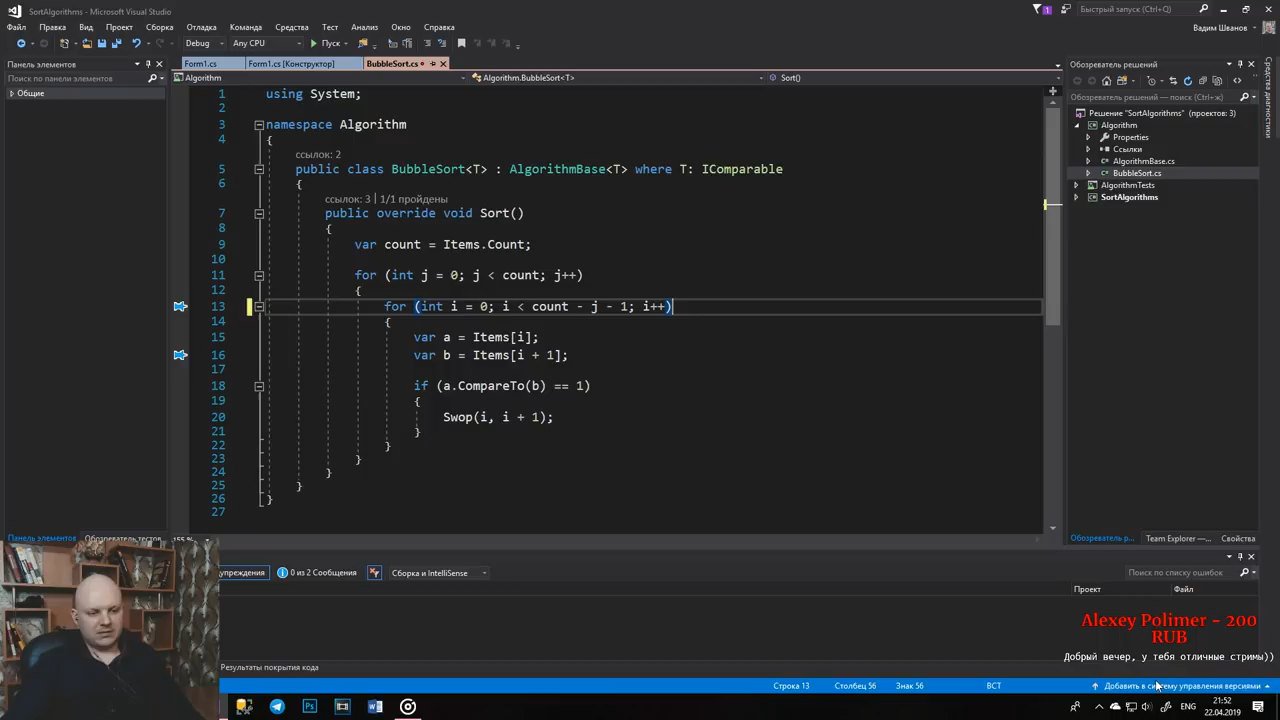 SortAlgorithms - Microsoft Visual Studio
1
Быстрый запуск (Ctrl+Q)
Файл Правка Вид Проект Сборка Отладка Команда Средства Тест Анализ Окно Справка
Вадим Шванов
Debug Any CPU Пуск
Панель элементов
Form1.cs Form1.cs [Конструктор] BubbleSort.cs
Обозреватель решений
Поиск по панели элементов
Algorithm Algorithm.BubbleSort<T> Sort()
Общие
Обозреватель решений — поиск (Ctrl+ж)
Решение "SortAlgorithms" (проектов: 3)
Algorithm
Properties
Ссылки
AlgorithmBase.cs
BubbleSort.cs
AlgorithmTests
SortAlgorithms
Средства диагностики
1 using System;
2
3 namespace Algorithm
4 {
ссылок: 2
5 public class BubbleSort<T> : AlgorithmBase<T> where T: IComparable
6 {
ссылок: 3 | 1/1 пройдены
7 public override void Sort()
8 {
9 var count = Items.Count;
10
11 for (int j = 0; j < count; j++)
12 {
13 for (int i = 0; i < count - j - 1; i++)
14 {
15 var a = Items[i];
16 var b = Items[i + 1];
17
18 if (a.CompareTo(b) == 1)
19 {
20 Swop(i, i + 1);
21 }
22 }
23 }
24 }
25 }
26 }
27
Панель элементов Обозреватель тестов 155 %
Обозреватель р... Team Explorer —... Свойства
упреждения 0 из 2 Сообщения Сборка и IntelliSense
Поиск по списку ошибок
Проект Файл
Alexey Polimer - 200
RUB
Добрый вечер, у тебя отличные стримы))
Результаты покрытия кода
Строка 13 Столбец 56 Знак 56 ВСТ Добавить в систему управления версиями
ENG
21:52
22.04.2019